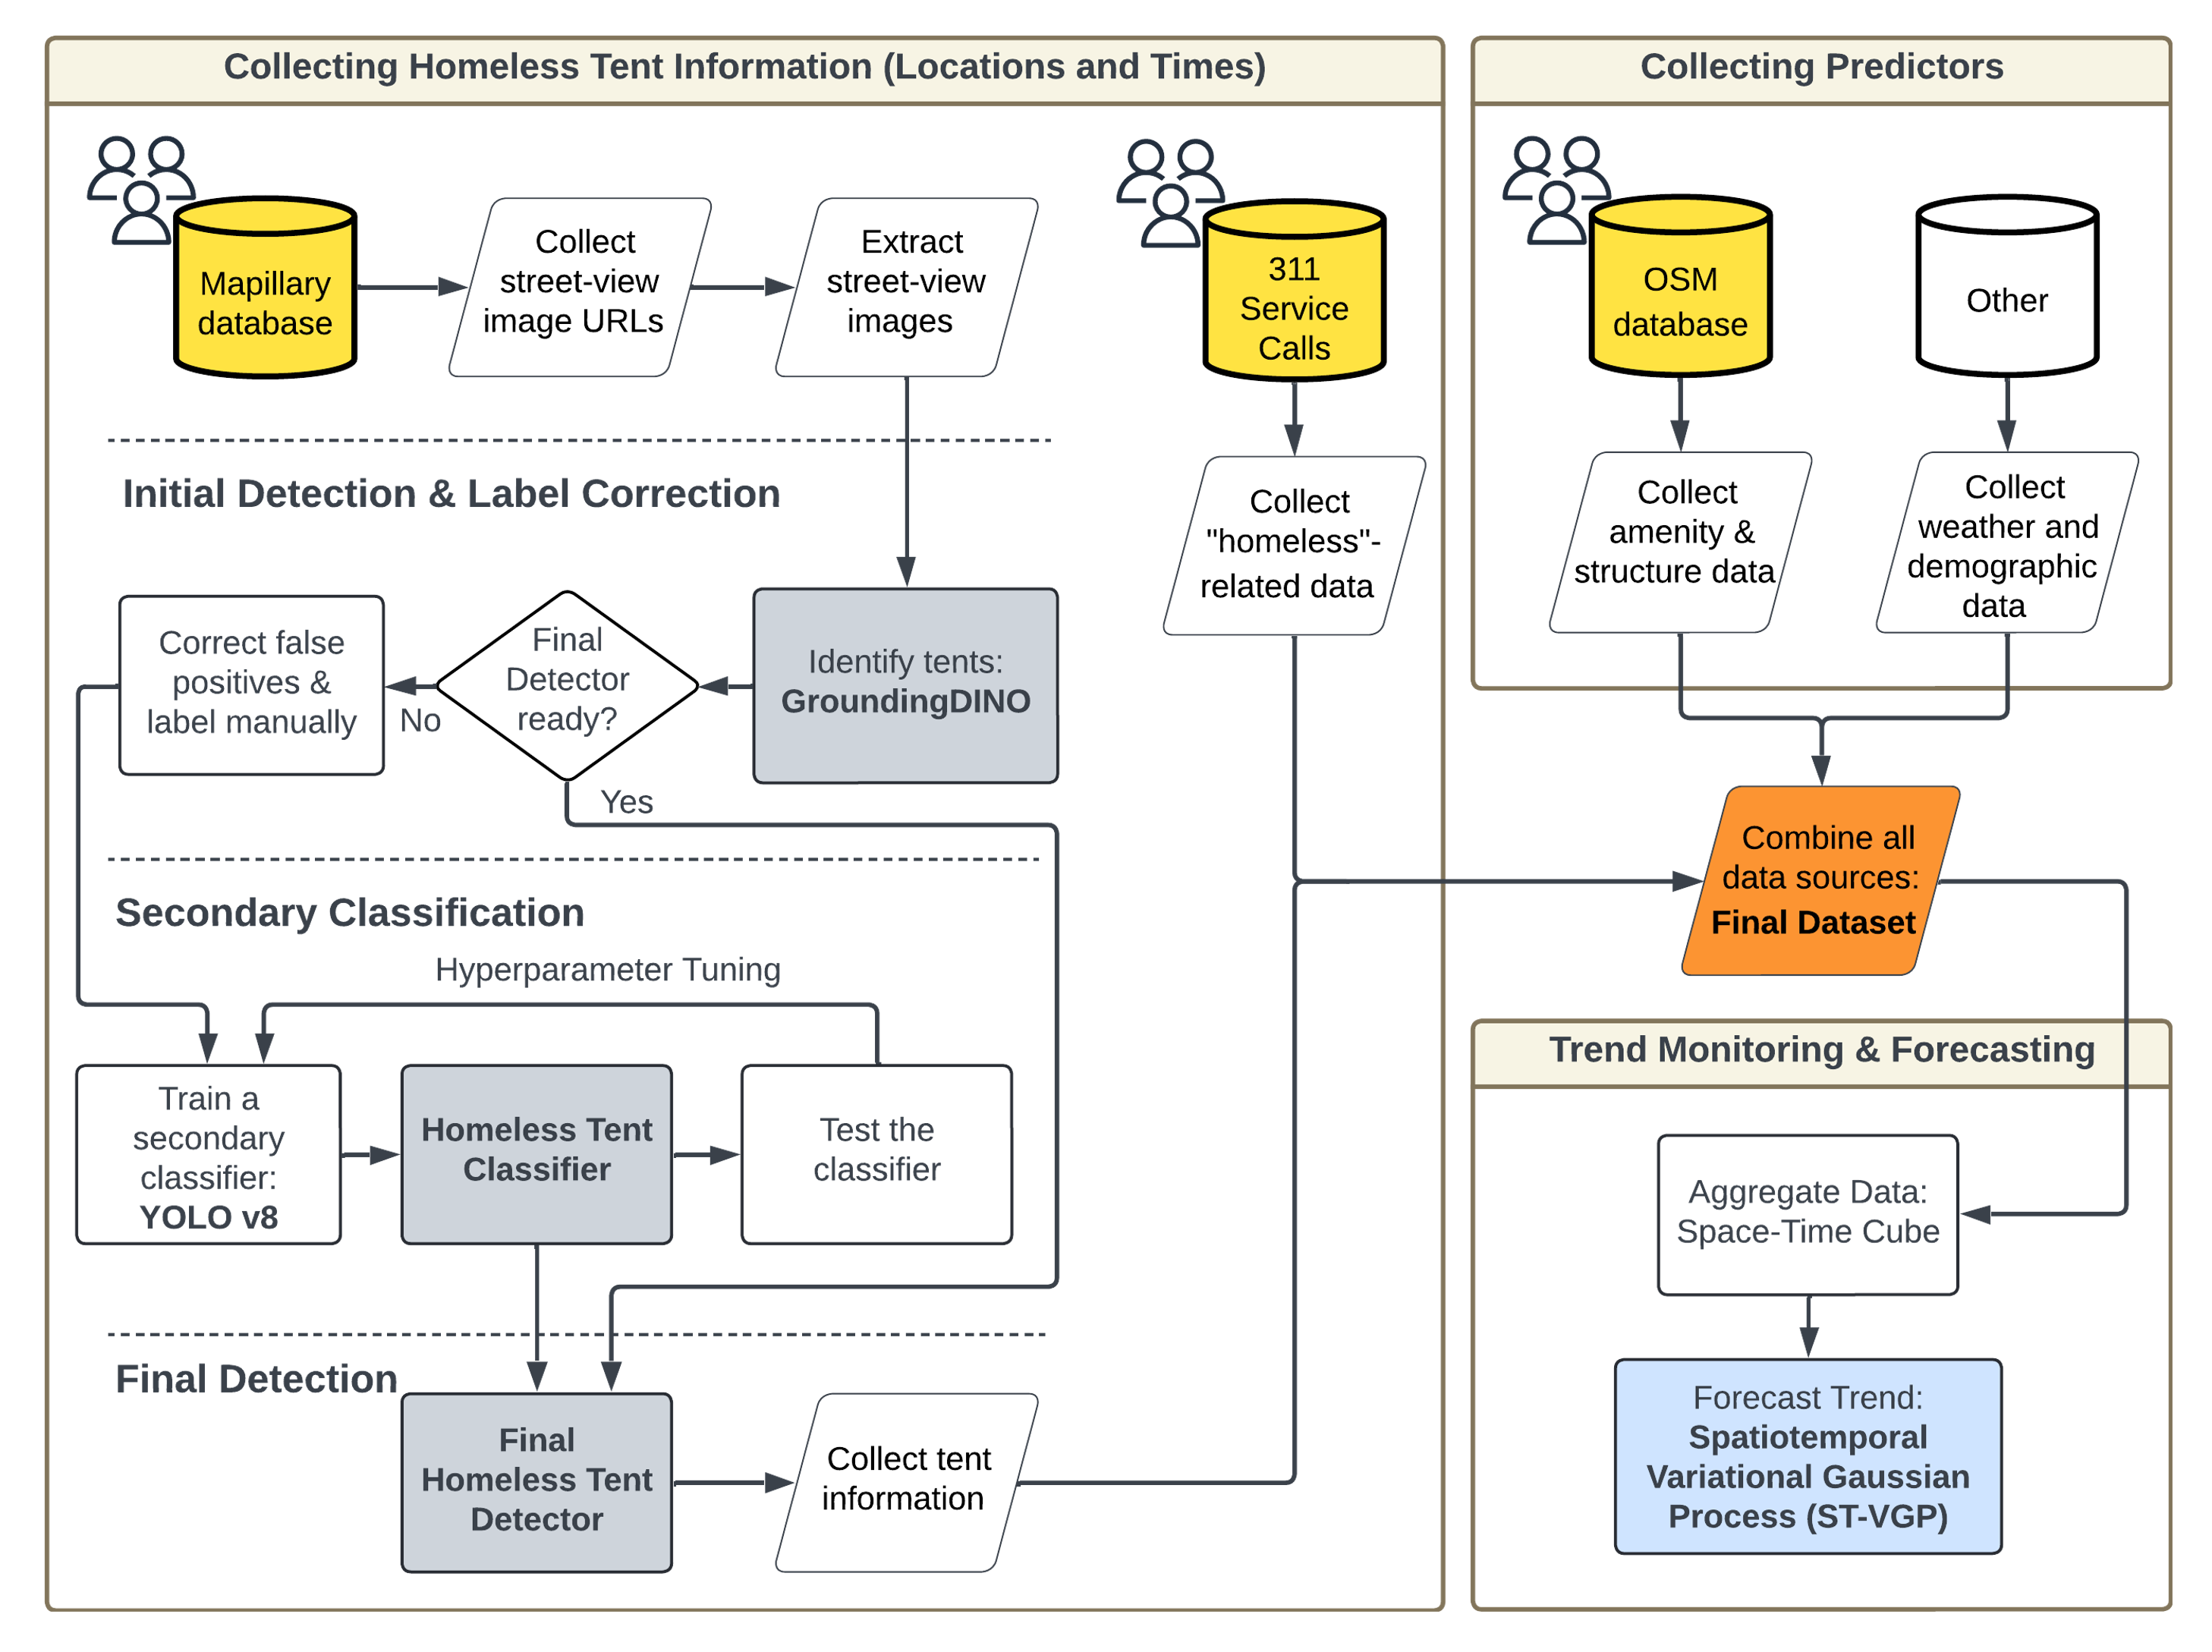 Collecting Homeless Tent Information (Locations and Times)
Mapillary
database
Collect
street-view
image URLs
Extract
street-view
images
311
Service
Calls
Collect
"homeless"-
related data
Initial Detection & Label Correction
Identify tents:
GroundingDINO
Final
Detector
ready?
No
Yes
Correct false
positives &
label manually
Secondary Classification
Hyperparameter Tuning
Train a
secondary
classifier:
YOLO v8
Homeless Tent
Classifier
Test the
classifier
Final Detection
Final
Homeless Tent
Detector
Collect tent
information
Collecting Predictors
OSM
database
Other
Collect
amenity &
structure data
Collect
weather and
demographic
data
Combine all
data sources:
Final Dataset
Trend Monitoring & Forecasting
Aggregate Data:
Space-Time Cube
Forecast Trend:
Spatiotemporal
Variational Gaussian
Process (ST-VGP)